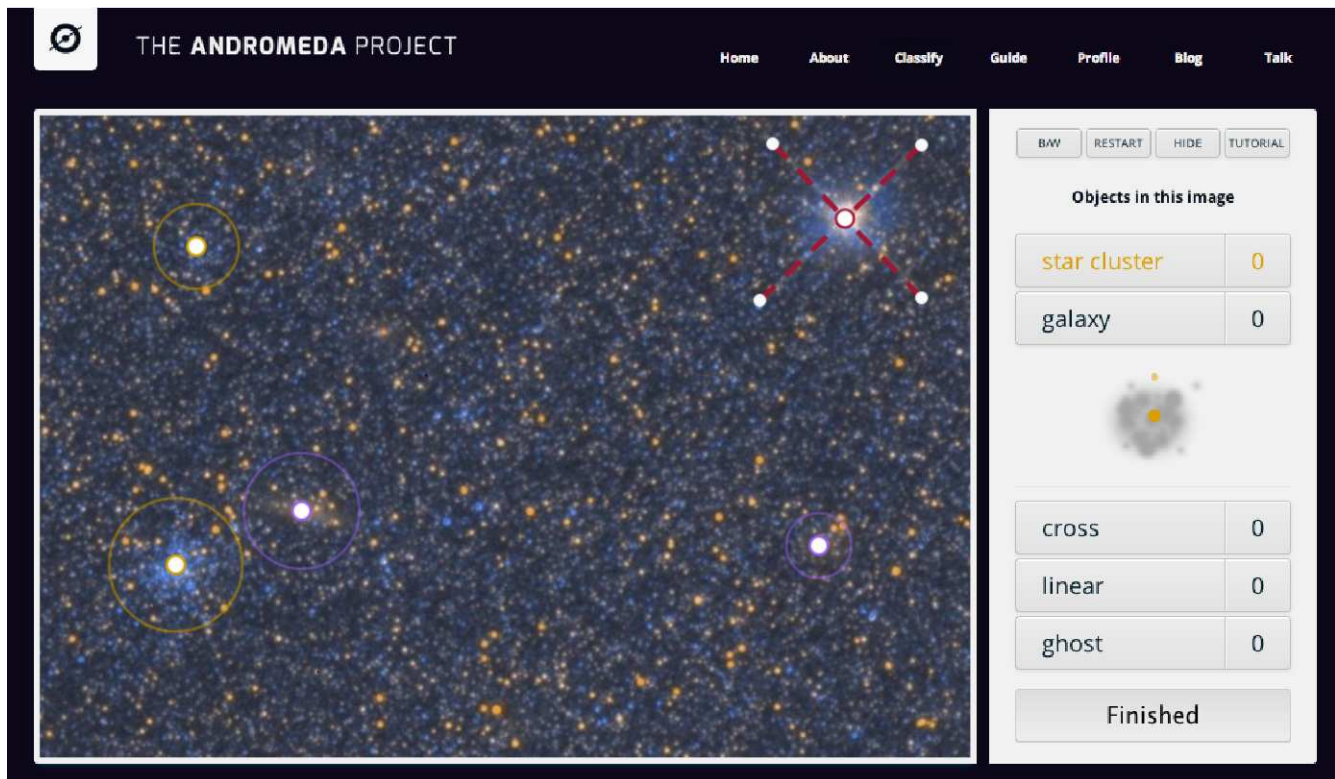 THE ANDROMEDA PROJECT
Home About Classify Guide Profile Blog Talk
B/W RESTART HIDE TUTORIAL
Objects in this image
star cluster 0
galaxy 0
cross 0
linear 0
ghost 0
Finished